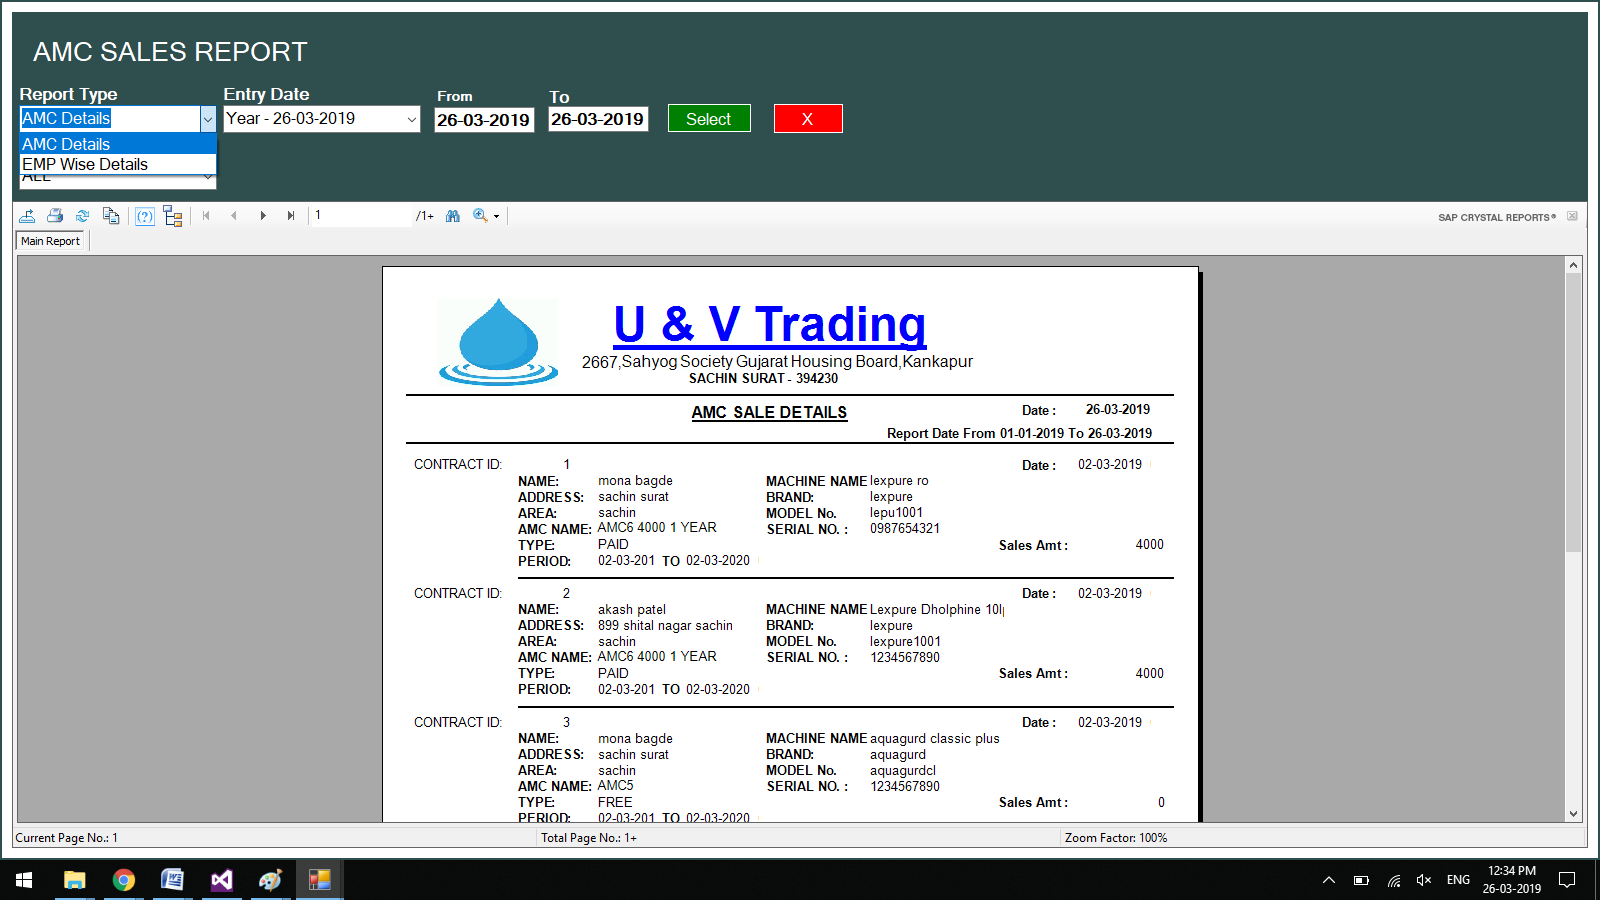 AMC SALES REPORT
Report Type Entry Date From To
AMC Details Year - 26-03-2019 26-03-2019 26-03-2019 Select X
AMC Details
EMP Wise Details
ALL
1 /1+ SAP CRYSTAL REPORTS®
Main Report
U & V Trading
2667,Sahyog Society Gujarat Housing Board,Kankapur
SACHIN SURAT - 394230
AMC SALE DETAILS Date : 26-03-2019
Report Date From 01-01-2019 To 26-03-2019
CONTRACT ID: 1 Date : 02-03-2019
NAME: mona bagde MACHINE NAME lexpure ro
ADDRESS: sachin surat BRAND: lexpure
AREA: sachin MODEL No. lepu1001
AMC NAME: AMC6 4000 1 YEAR SERIAL NO. : 0987654321
TYPE: PAID Sales Amt : 4000
PERIOD: 02-03-201 TO 02-03-2020
CONTRACT ID: 2 Date : 02-03-2019
NAME: akash patel MACHINE NAME Lexpure Dholphine 10l
ADDRESS: 899 shital nagar sachin BRAND: lexpure
AREA: sachin MODEL No. lexpure1001
AMC NAME: AMC6 4000 1 YEAR SERIAL NO. : 1234567890
TYPE: PAID Sales Amt : 4000
PERIOD: 02-03-201 TO 02-03-2020
CONTRACT ID: 3 Date : 02-03-2019
NAME: mona bagde MACHINE NAME aquagurd classic plus
ADDRESS: sachin surat BRAND: aquagurd
AREA: sachin MODEL No. aquagurdcl
AMC NAME: AMC5 SERIAL NO. : 1234567890
TYPE: FREE Sales Amt : 0
PERIOD: 02-03-201 TO 02-03-2020
Current Page No.: 1 Total Page No.: 1+ Zoom Factor: 100%
ENG 12:34 PM
26-03-2019